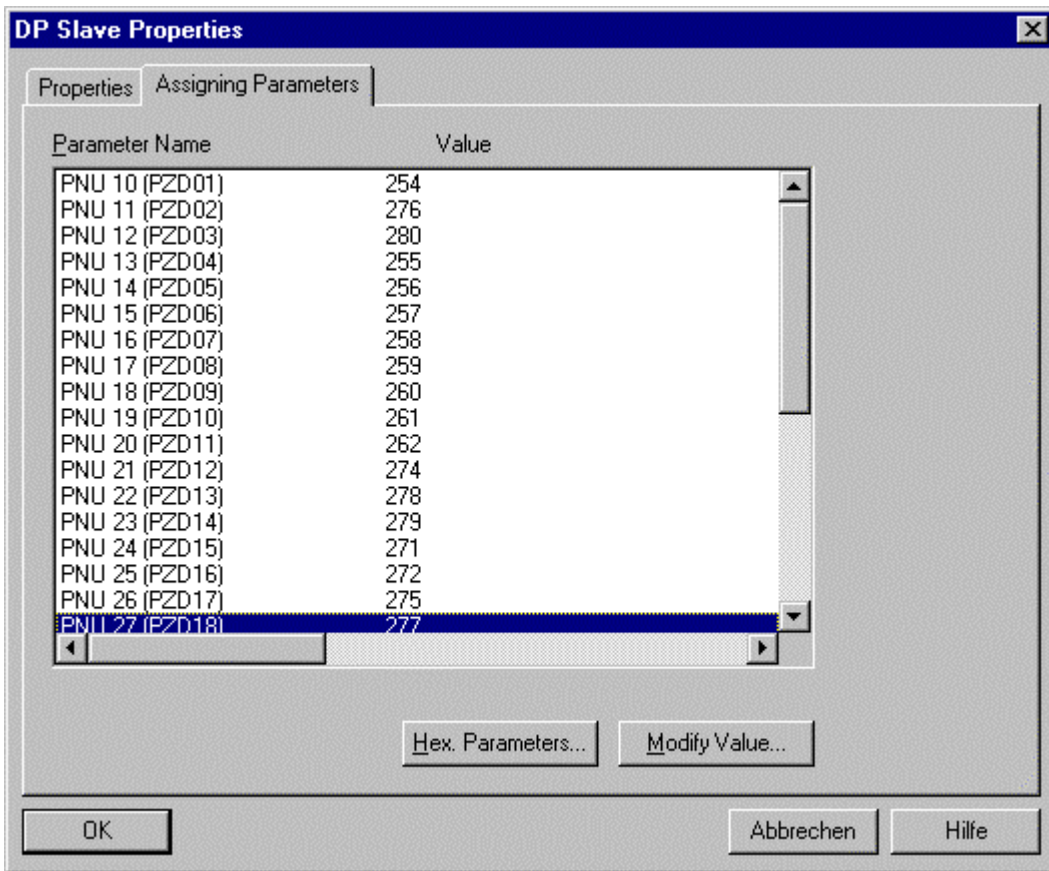 DP Slave Properties
Properties Assigning Parameters
Parameter Name Value
PNU 10 (PZD01) 254
PNU 11 (PZD02) 276
PNU 12 (PZD03) 280
PNU 13 (PZD04) 255
PNU 14 (PZD05) 256
PNU 15 (PZD06) 257
PNU 16 (PZD07) 258
PNU 17 (PZD08) 259
PNU 18 (PZD09) 260
PNU 19 (PZD10) 261
PNU 20 (PZD11) 262
PNU 21 (PZD12) 274
PNU 22 (PZD13) 278
PNU 23 (PZD14) 279
PNU 24 (PZD15) 271
PNU 25 (PZD16) 272
PNU 26 (PZD17) 275
PNU 27 (PZD18) 277
Hex. Parameters... Modify Value...
OK Abbrechen Hilfe